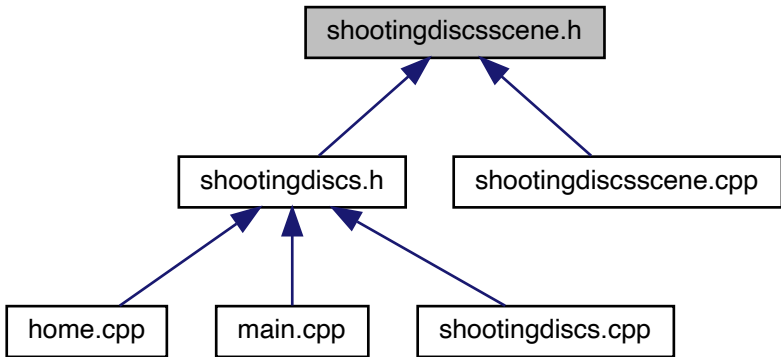 shootingdiscsscene.h
shootingdiscs.h
shootingdiscsscene.cpp
home.cpp
main.cpp
shootingdiscs.cpp